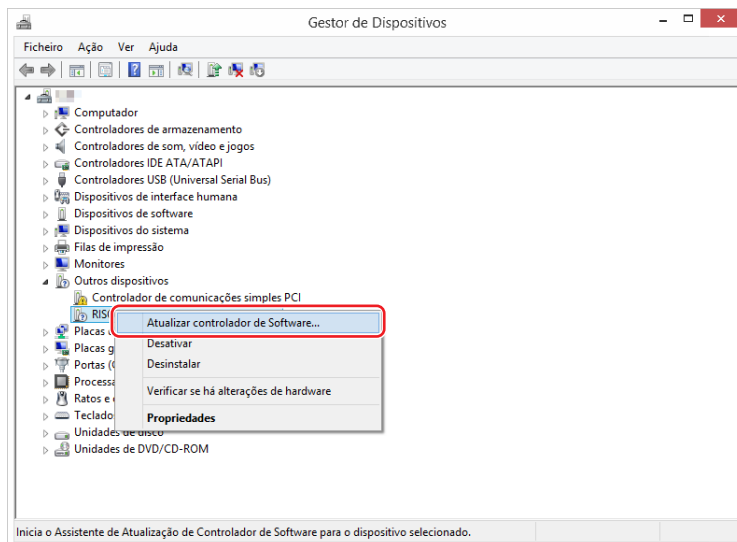 Gestor de Dispositivos
Ficheiro Ação Ver Ajuda
Computador
Controladores de armazenamento
Controladores de som, vídeo e jogos
Controladores IDE ATA/ATAPI
Controladores USB (Universal Serial Bus)
Dispositivos de interface humana
Dispositivos de software
Dispositivos do sistema
Filas de impressão
Monitores
Outros dispositivos
Controlador de comunicações simples PCI
Atualizar controlador de Software...
Placas
Desativar
Placas
Desinstalar
Portas
Verificar se há alterações de hardware
Ratos e
Propriedades
Unidades de disco
Unidades de DVD/CD-ROM
Inicia o Assistente de Atualização de Controlador de Software para o dispositivo selecionado.